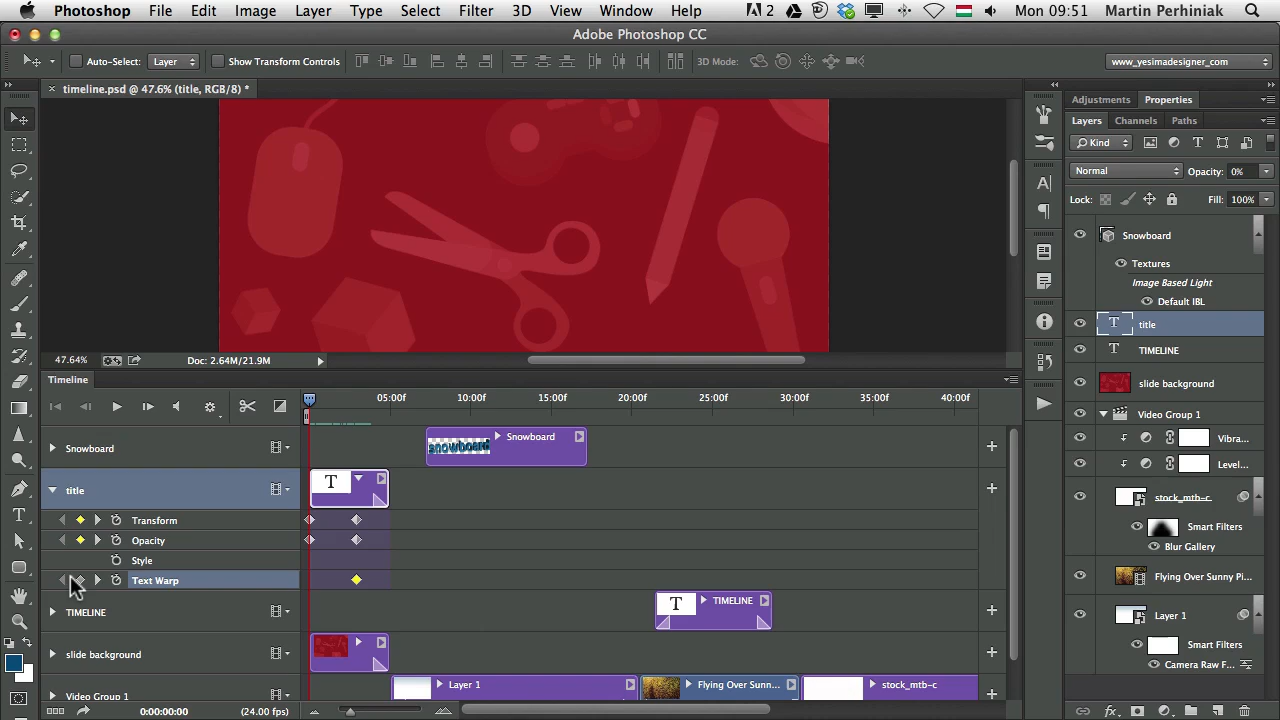 Photoshop File Edit Image Layer Type Select Filter 3D View Window Help 2 Mon 09:51 Martin Perhiniak
Adobe Photoshop CC
Auto-Select: Layer Show Transform Controls 3D Mode: www_yesimadesigner_com
timeline.psd @ 47.6% (title, RGB/8) *
Adjustments Properties
Layers Channels Paths
Kind
Normal Opacity: 0%
Lock: Fill: 100%
Snowboard
Textures
Image Based Light
Default IBL
title
TIMELINE
slide background
Video Group 1
Vibra...
Level...
stock_mtb-c
Smart Filters
Blur Gallery
Flying Over Sunny Pi...
Layer 1
Smart Filters
Camera Raw F...
47.64% Doc: 2.64M/21.9M
Timeline
05:00f 10:00f 15:00f 20:00f 25:00f 30:00f 35:00f 40:00f
Snowboard snowboard Snowboard
title T
Transform
Opacity
Style
Text Warp
TIMELINE T TIMELINE
slide background
Video Group 1 Layer 1 Flying Over Sunn... stock_mtb-c
0:00:00:00 (24.00 fps)